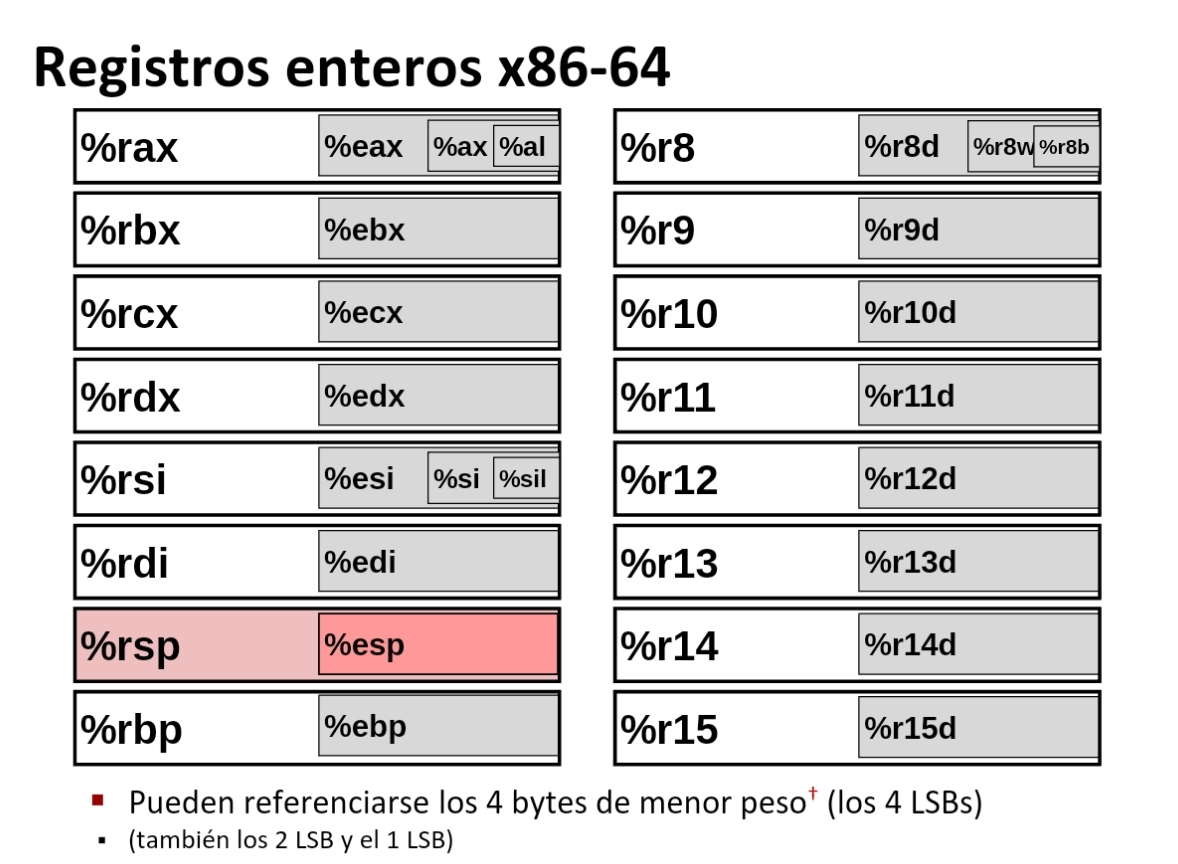 Registros enteros x86-64
%rax %eax %ax %al %r8 %r8d %r8w %r8b
%rbx %ebx %r9 %r9d
%rcx %ecx %r10 %r10d
%rdx %edx %r11 %r11d
%rsi %esi %si %sil %r12 %r12d
%rdi %edi %r13 %r13d
%rsp %esp %r14 %r14d
%rbp %ebp %r15 %r15d
▪ Pueden referenciarse los 4 bytes de menor peso† (los 4 LSBs)
▪ (también los 2 LSB y el 1 LSB)